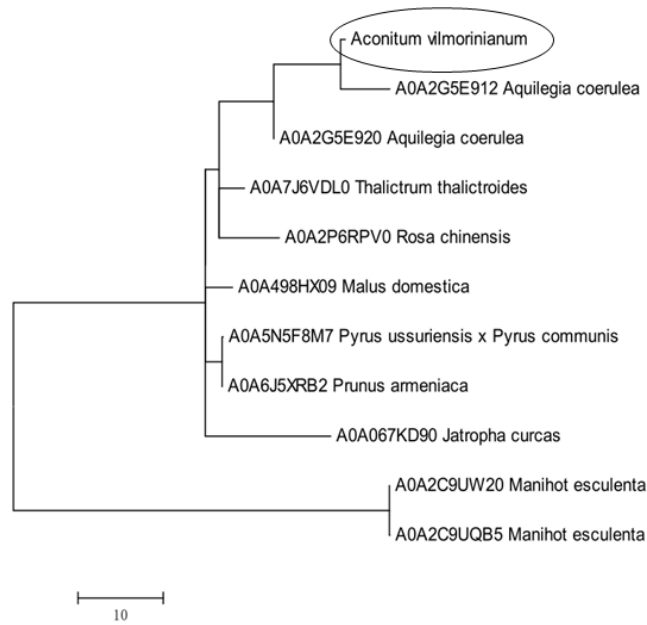 Aconitum vilmorinianum
A0A2G5E912 Aquilegia coerulea
A0A2G5E920 Aquilegia coerulea
A0A7J6VDL0 Thalictrum thalictroides
A0A2P6RPV0 Rosa chinensis
A0A498HX09 Malus domestica
A0A5N5F8M7 Pyrus ussuriensis x Pyrus communis
A0A6J5XRB2 Prunus armeniaca
A0A067KD90 Jatropha curcas
A0A2C9UW20 Manihot esculenta
A0A2C9UQB5 Manihot esculenta
10